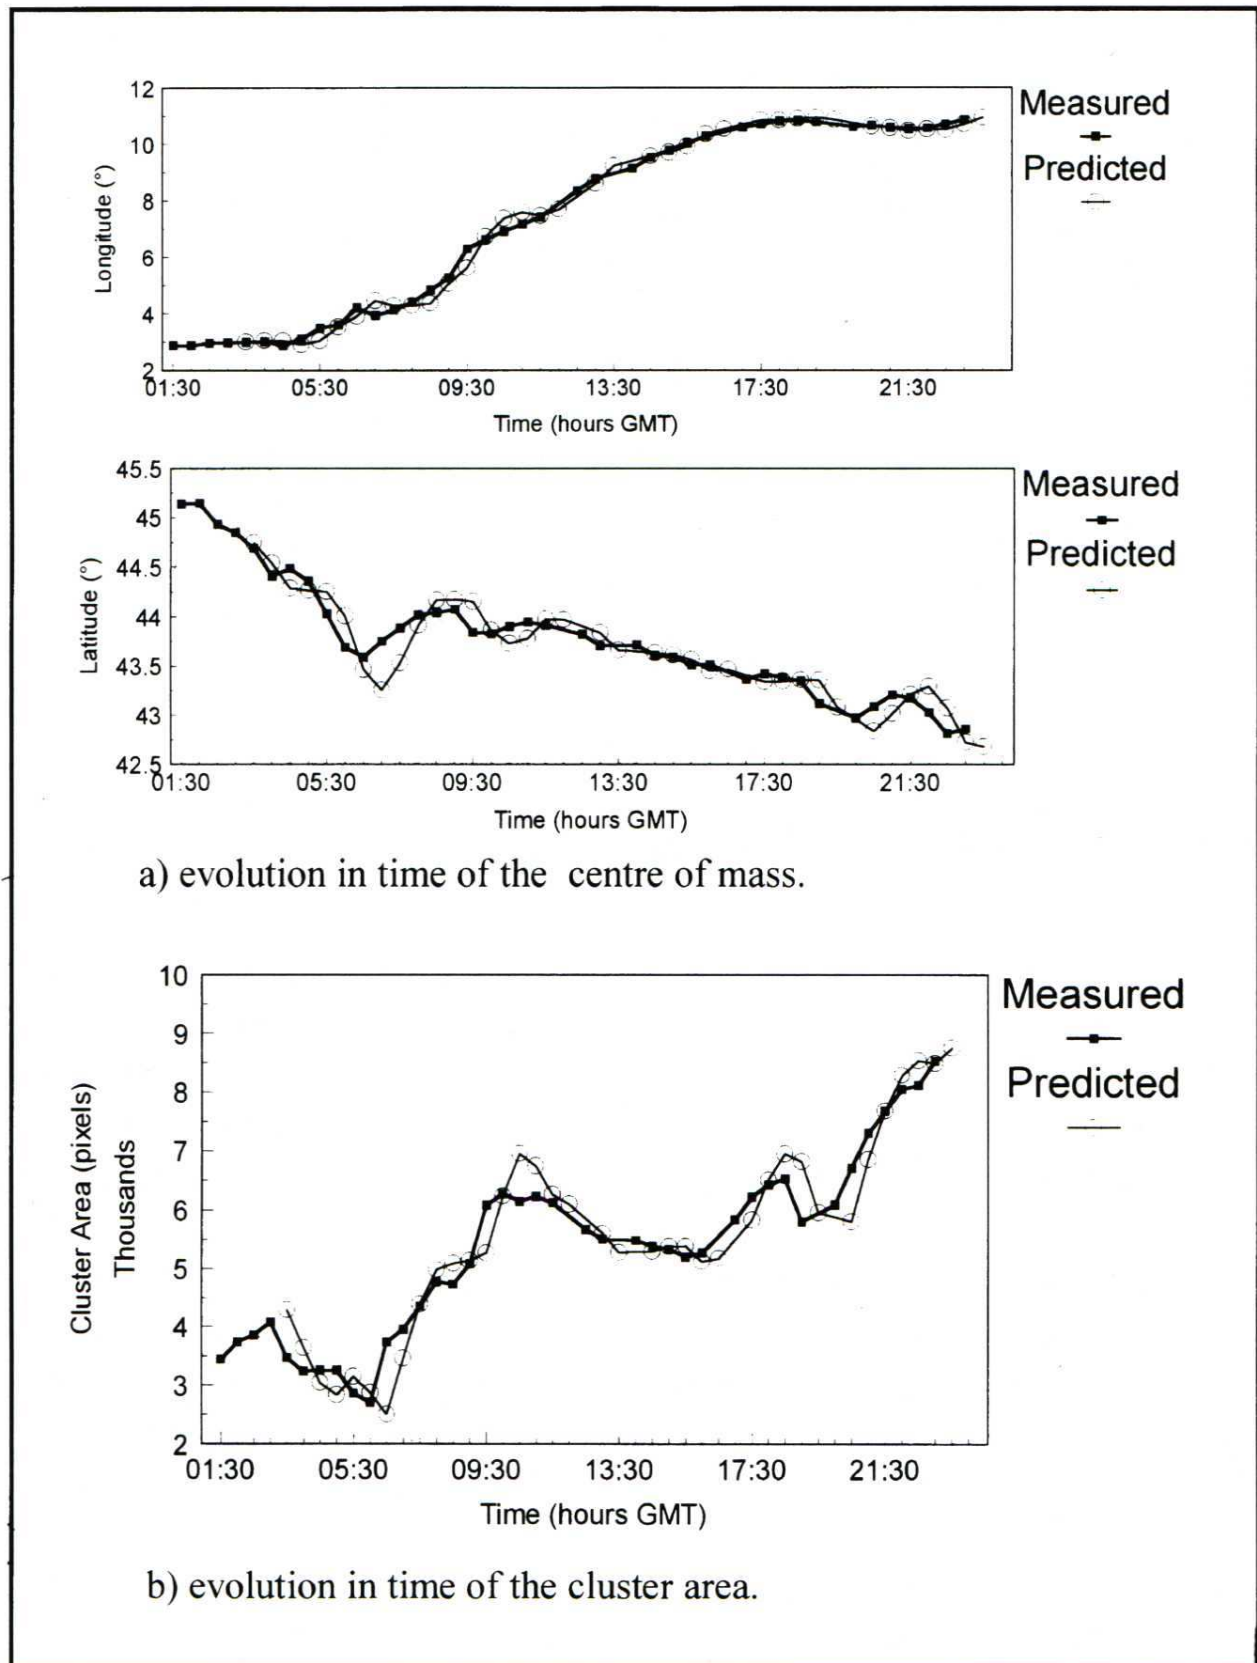 12
10
8
6
4
2
Longitude (°)
01:30 05:30 09:30 13:30 17:30 21:30
Time (hours GMT)
Measured
Predicted
45.5
45
44.5
44
43.5
43
42.5
Latitude (°)
01:30 05:30 09:30 13:30 17:30 21:30
Time (hours GMT)
Measured
Predicted
a) evolution in time of the centre of mass.
10
9
8
7
6
5
4
3
2
Cluster Area (pixels)
Thousands
01:30 05:30 09:30 13:30 17:30 21:30
Time (hours GMT)
Measured
Predicted
b) evolution in time of the cluster area.